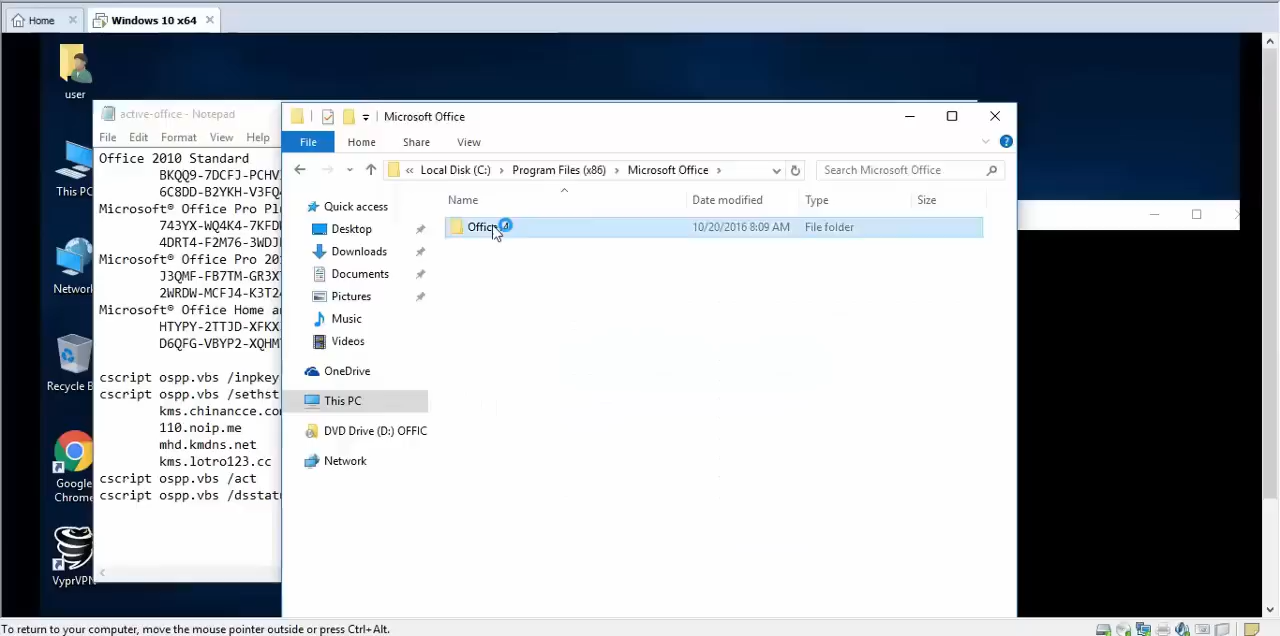 Home
Windows 10 x64
user
This PC
Network
Recycle B
Google
Chrome
VyprVPN
active-office - Notepad
File Edit Format View Help
Office 2010 Standard
BKQQ9-7DCFJ-PCHV
6C8DD-B2YKH-V3FQ
Microsoft® Office Pro Pl
743YX-WQ4K4-7KFD
4DRT4-F2M76-3WDJ
Microsoft® Office Pro 20
J3QMF-FB7TM-GR3X
2WRDW-MCFJ4-K3T2
Microsoft® Office Home a
HTYPY-2TTJD-XFKX
D6QFG-VBYP2-XQHM
cscript ospp.vbs /inpkey
cscript ospp.vbs /sethst
kms.chinancce.co
110.noip.me
mhd.kmdns.net
kms.lotro123.cc
cscript ospp.vbs /act
cscript ospp.vbs /dsstatu
Microsoft Office
File Home Share View
« Local Disk (C:) › Program Files (x86) › Microsoft Office ›
Search Microsoft Office
Name Date modified Type Size
Offic 10/20/2016 8:09 AM File folder
Quick access
Desktop
Downloads
Documents
Pictures
Music
Videos
OneDrive
This PC
DVD Drive (D:) OFFIC
Network
To return to your computer, move the mouse pointer outside or press Ctrl+Alt.